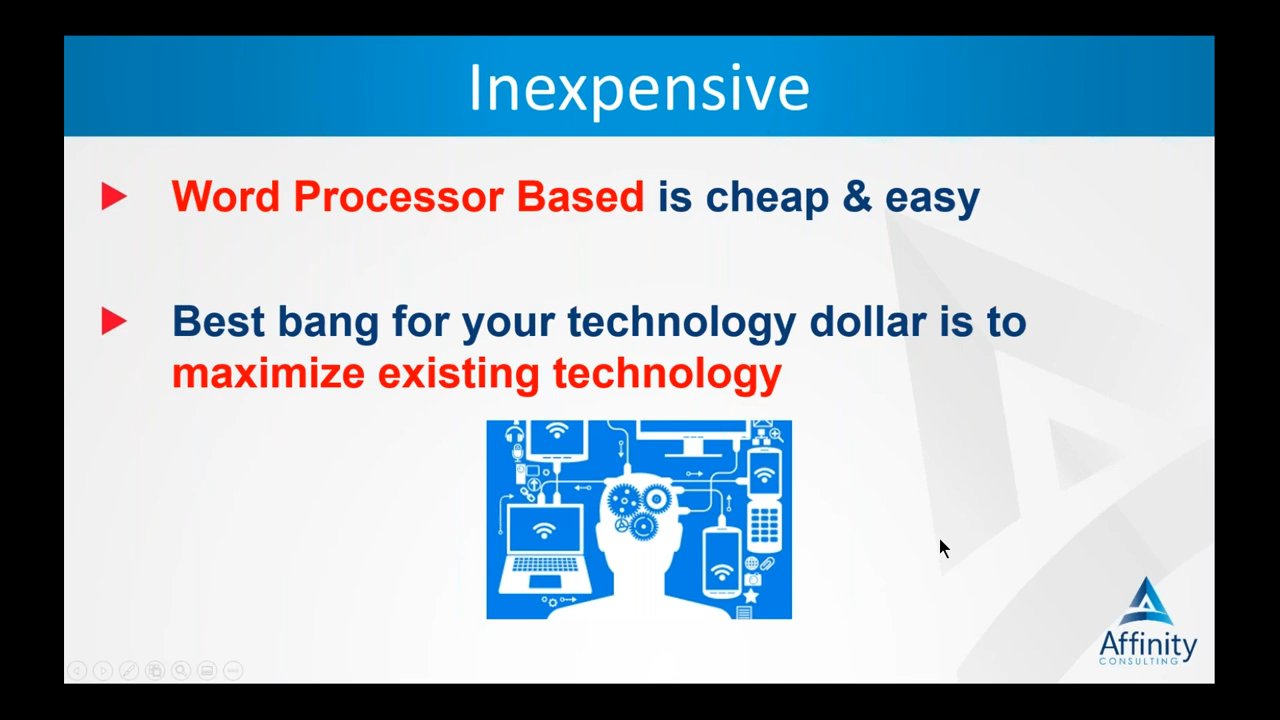 Inexpensive
Word Processor Based is cheap & easy
Best bang for your technology dollar is to
maximize existing technology
Affinity
CONSULTING